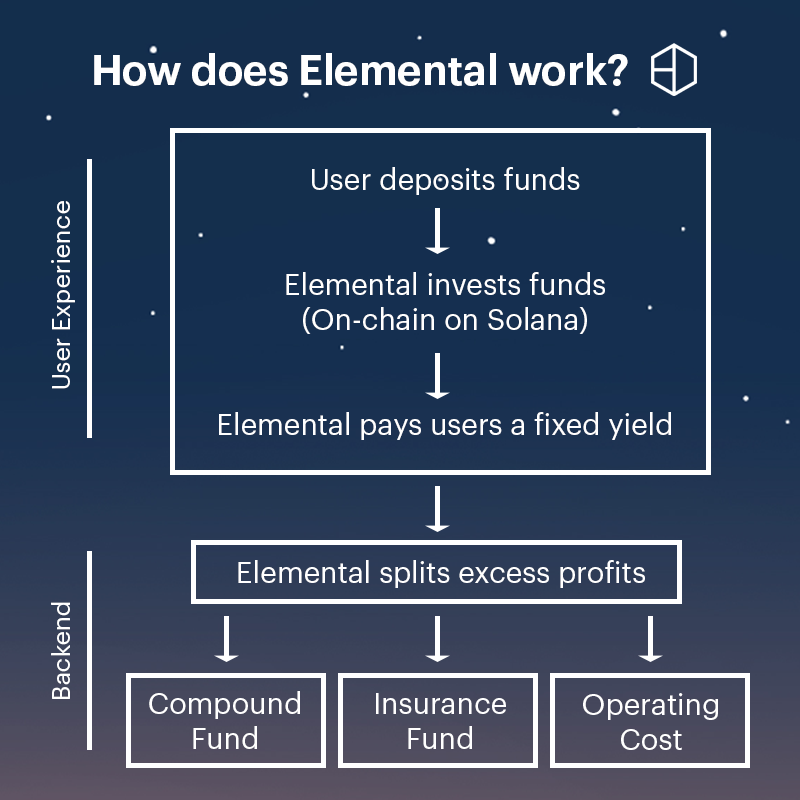 How does Elemental work?
User Experience
User deposits funds
Elemental invests funds
(On-chain on Solana)
Elemental pays users a fixed yield
Backend
Elemental splits excess profits
Compound
Fund
Insurance
Fund
Operating
Cost